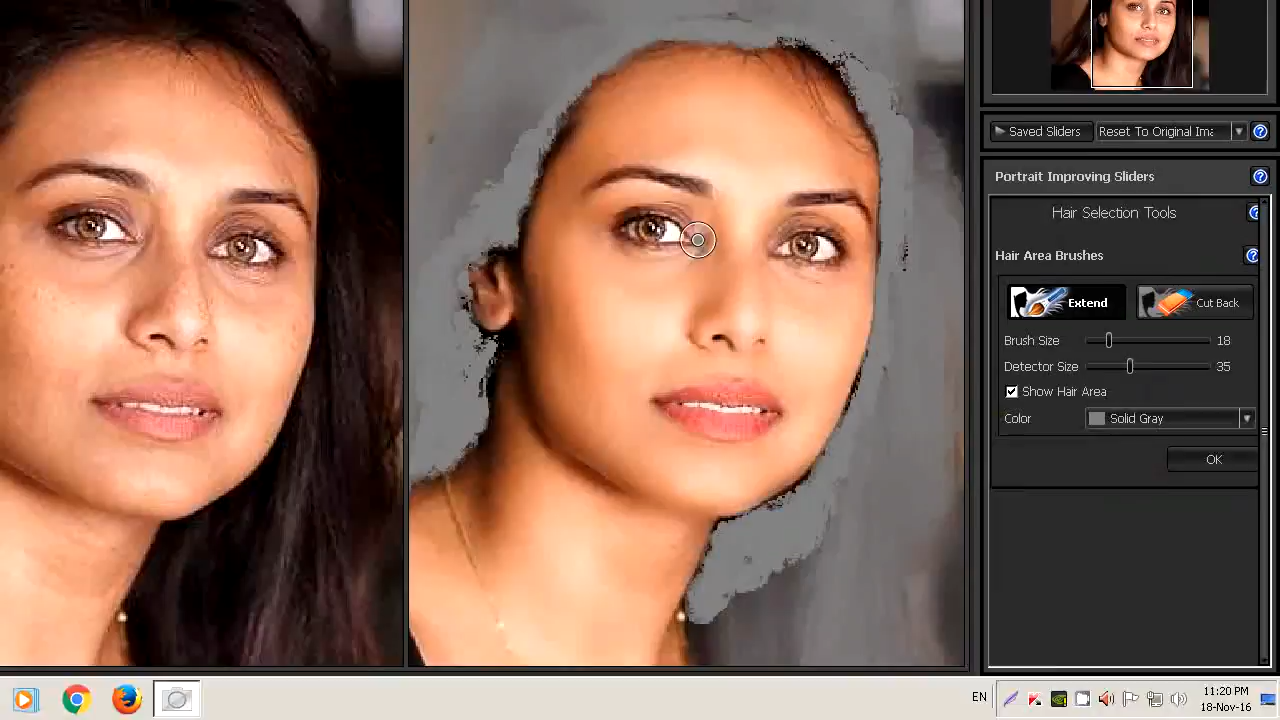 Saved Sliders
Reset To Original Ima
Portrait Improving Sliders
Hair Selection Tools
Hair Area Brushes
Extend
Cut Back
Brush Size 18
Detector Size 35
Show Hair Area
Color Solid Gray
OK
EN
11:20 PM
18-Nov-16